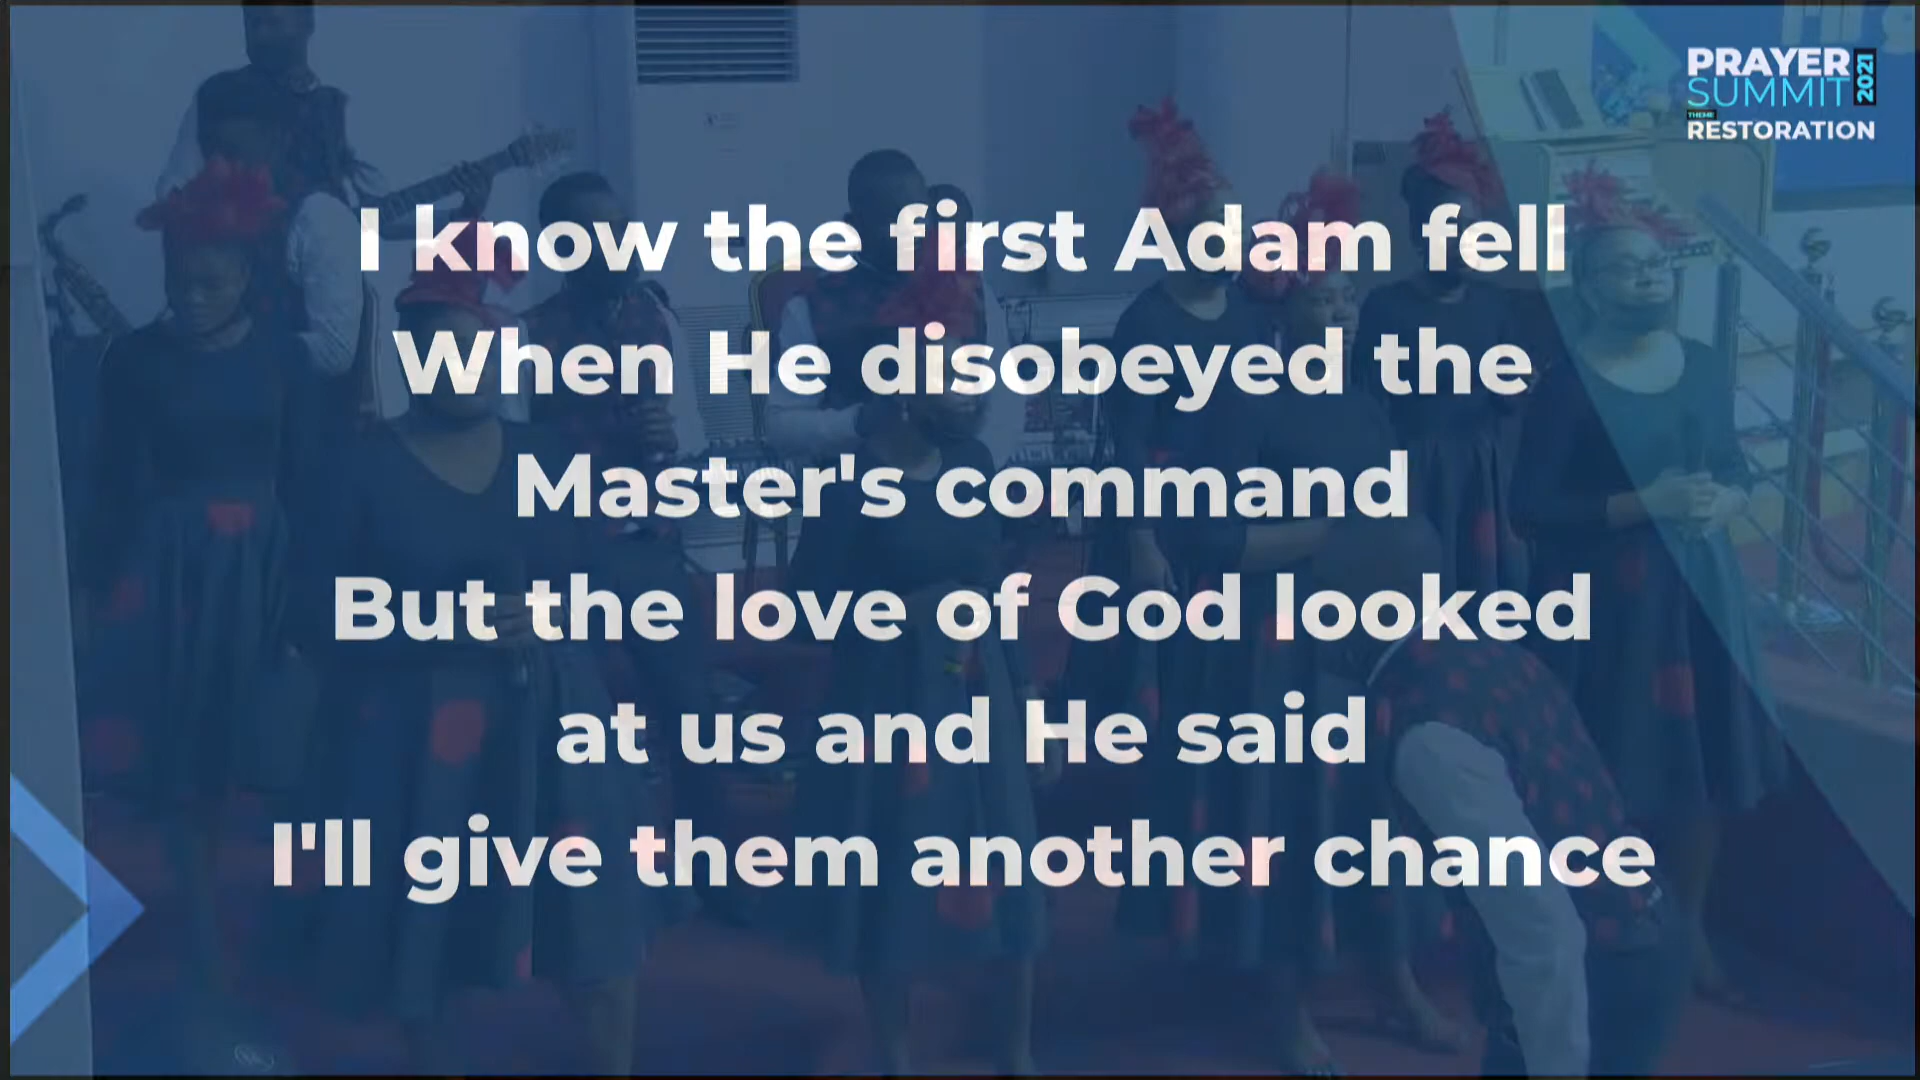 PRAYER
SUMMIT
2021
THEME
RESTORATION
I know the first Adam fell
When He disobeyed the
Master's command
But the love of God looked
at us and He said
I'll give them another chance